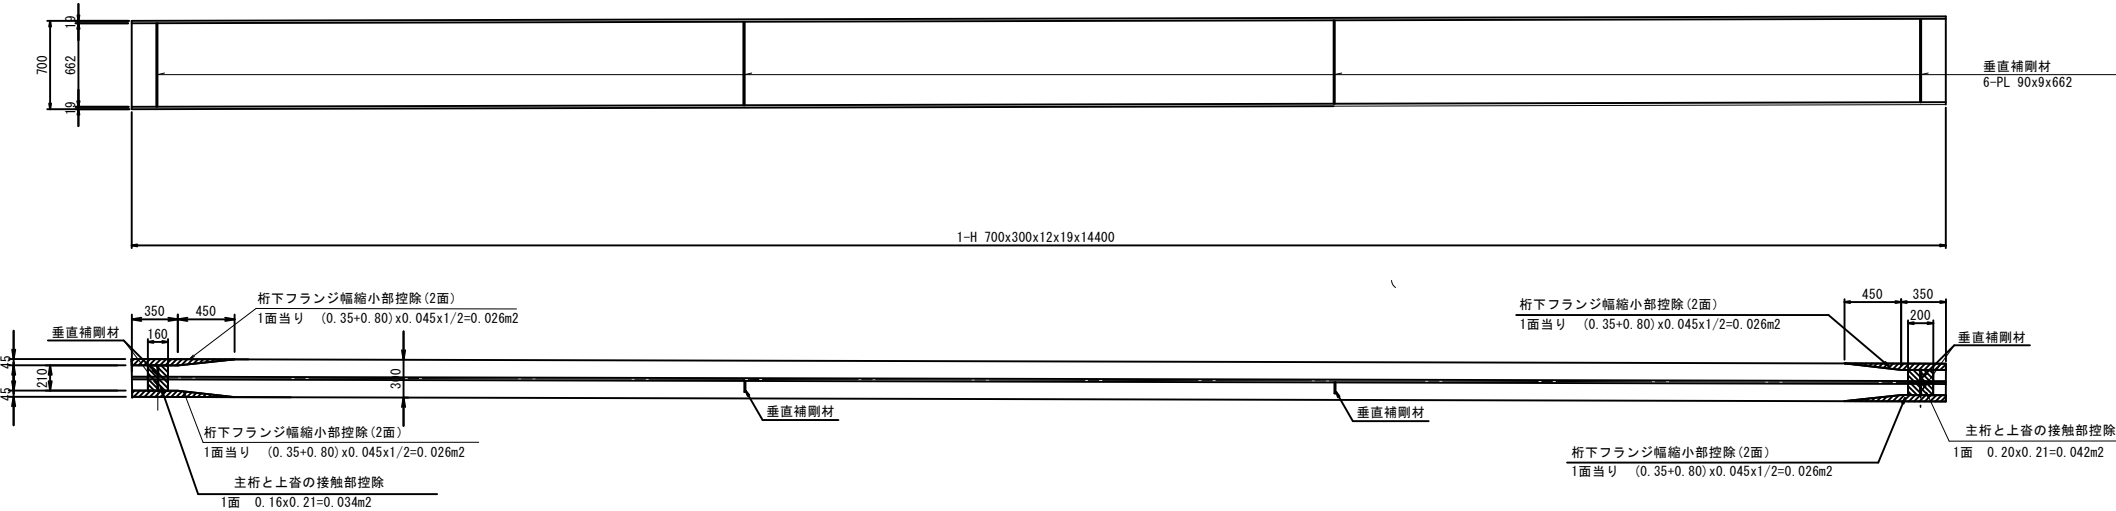 19
700
662
19
垂直補剛材
6-PL 90x9x662
1-H 700x300x12x19x14400
桁下フランジ幅縮小部控除(2面)
1面当り (0.35+0.80)x0.045x1/2=0.026m2
350
450
160
垂直補剛材
45
210
45
300
桁下フランジ幅縮小部控除(2面)
1面当り (0.35+0.80)x0.045x1/2=0.026m2
主桁と上沓の接触部控除
1面 0.16x0.21=0.034m2
垂直補剛材
垂直補剛材
桁下フランジ幅縮小部控除(2面)
1面当り (0.35+0.80)x0.045x1/2=0.026m2
450
350
200
垂直補剛材
桁下フランジ幅縮小部控除(2面)
1面当り (0.35+0.80)x0.045x1/2=0.026m2
主桁と上沓の接触部控除
1面 0.20x0.21=0.042m2